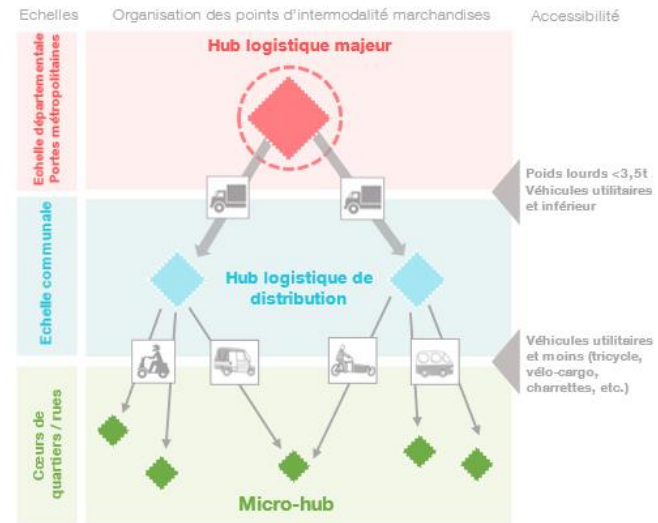 Echelles
Organisation des points d'intermodalité marchandises
Accessibilité
Echelle départementale
Portes métropolitaines
Hub logistique majeur
Poids lourds <3,5t
Véhicules utilitaires
et inférieur
Echelle communale
Hub logistique de
distribution
Véhicules utilitaires
et moins (tricycle,
vélo-cargo,
charrettes, etc.)
Cœurs de
quartiers / rues
Micro-hub